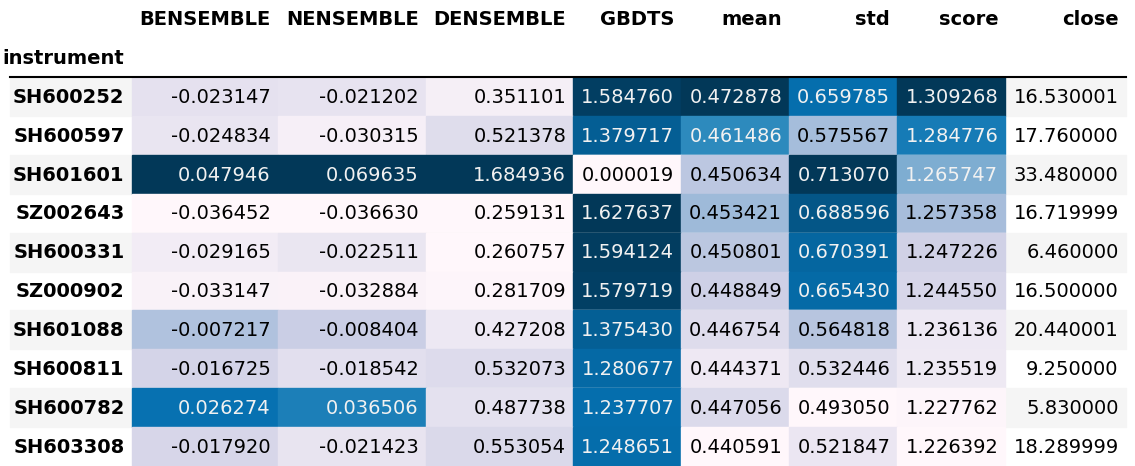 BENSEMBLE NENSEMBLE DENSEMBLE GBDTS mean std score close
instrument
SH600252 -0.023147 -0.021202 0.351101 1.584760 0.472878 0.659785 1.309268 16.530001
SH600597 -0.024834 -0.030315 0.521378 1.379717 0.461486 0.575567 1.284776 17.760000
SH601601 0.047946 0.069635 1.684936 0.000019 0.450634 0.713070 1.265747 33.480000
SZ002643 -0.036452 -0.036630 0.259131 1.627637 0.453421 0.688596 1.257358 16.719999
SH600331 -0.029165 -0.022511 0.260757 1.594124 0.450801 0.670391 1.247226 6.460000
SZ000902 -0.033147 -0.032884 0.281709 1.579719 0.448849 0.665430 1.244550 16.500000
SH601088 -0.007217 -0.008404 0.427208 1.375430 0.446754 0.564818 1.236136 20.440001
SH600811 -0.016725 -0.018542 0.532073 1.280677 0.444371 0.532446 1.235519 9.250000
SH600782 0.026274 0.036506 0.487738 1.237707 0.447056 0.493050 1.227762 5.830000
SH603308 -0.017920 -0.021423 0.553054 1.248651 0.440591 0.521847 1.226392 18.289999